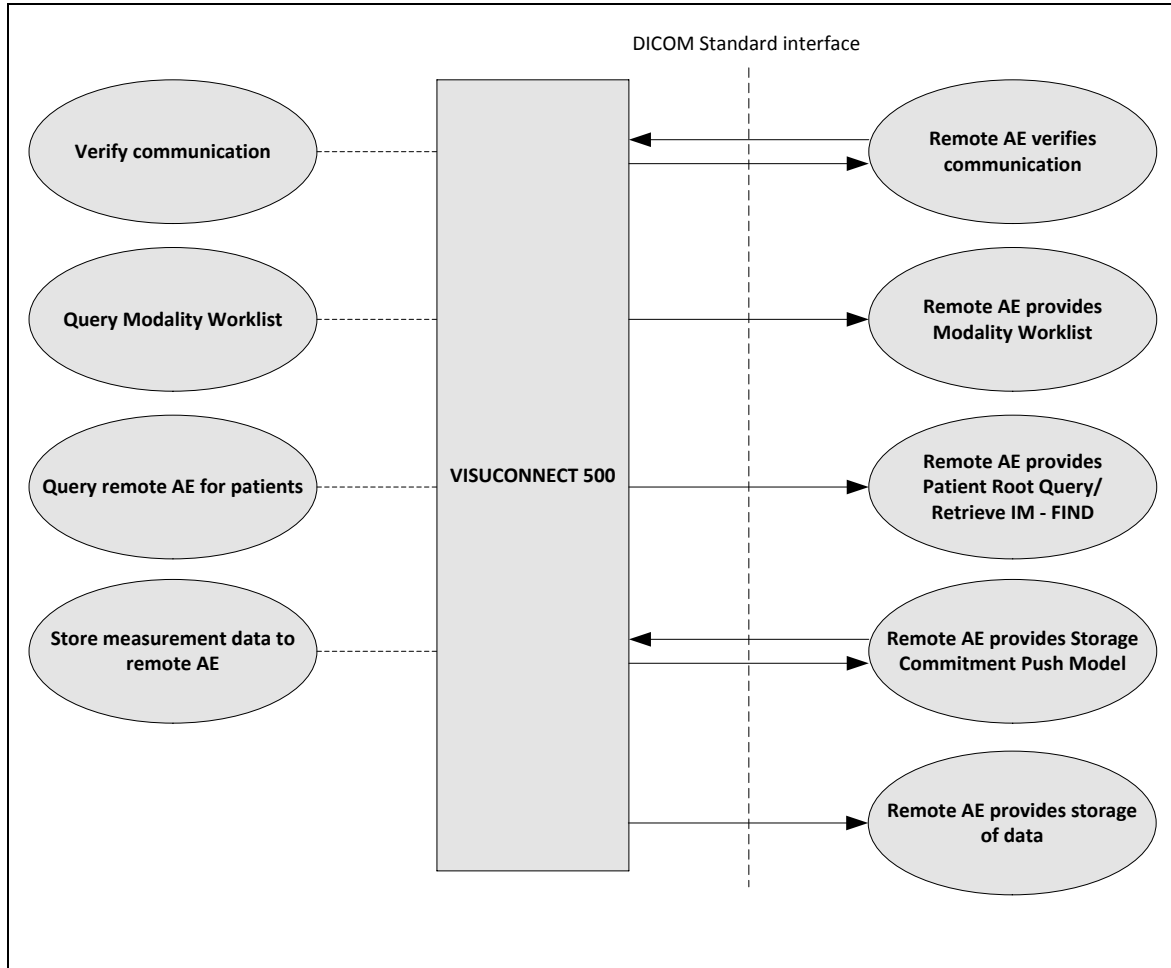 DICOM Standard interface
Verify communication
Remote AE verifies
communication
Query Modality Worklist
Remote AE provides
Modality Worklist
Query remote AE for patients
VISUCONNECT 500
Remote AE provides
Patient Root Query/
Retrieve IM - FIND
Store measurement data to
remote AE
Remote AE provides Storage
Commitment Push Model
Remote AE provides storage
of data